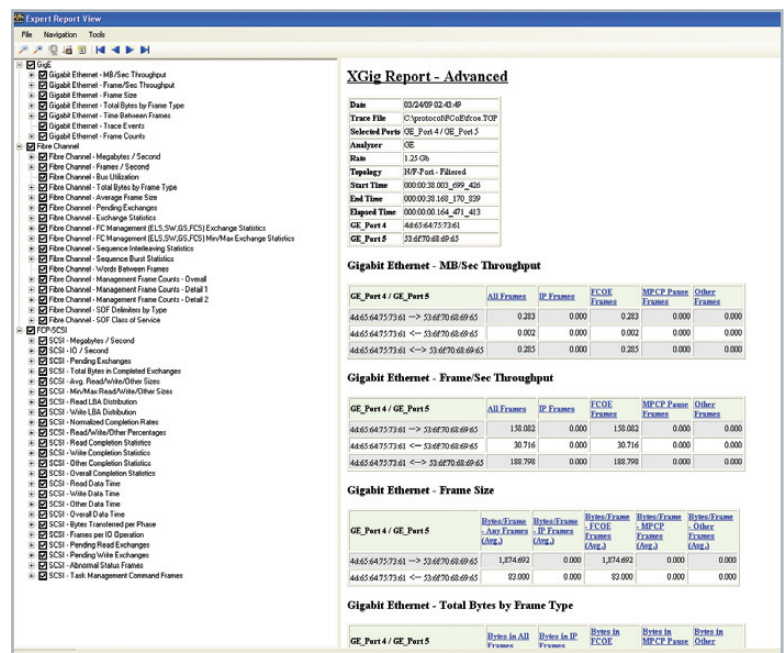 Expert Report View
File Navigation Tools
GigE
Gigabit Ethernet - MB/Sec Throughput
Gigabit Ethernet - Frame/Sec Throughput
Gigabit Ethernet - Frame Size
Gigabit Ethernet - Total Bytes by Frame Type
Gigabit Ethernet - Time Between Frames
Gigabit Ethernet - Trace Events
Gigabit Ethernet - Frame Counts
Fibre Channel
Fibre Channel - Megabytes / Second
Fibre Channel - Frames / Second
Fibre Channel - Bus Utilization
Fibre Channel - Total Bytes by Frame Type
Fibre Channel - Average Frame Size
Fibre Channel - Pending Exchanges
Fibre Channel - Exchange Statistics
Fibre Channel - FC Management (ELS,SW,GS,FCS) Exchange Statistics
Fibre Channel - FC Management (ELS,SW,GS,FCS) Min/Max Exchange Statistics
Fibre Channel - Sequence Interleaving Statistics
Fibre Channel - Sequence Burst Statistics
Fibre Channel - Words Between Frames
Fibre Channel - Management Frame Counts - Overall
Fibre Channel - Management Frame Counts - Detail 1
Fibre Channel - Management Frame Counts - Detail 2
Fibre Channel - SOF Delimiters by Type
Fibre Channel - SOF Class of Service
FCP-SCSI
SCSI - Megabytes / Second
SCSI - IO / Second
SCSI - Pending Exchanges
SCSI - Total Bytes in Completed Exchanges
SCSI - Avg. Read/Write/Other Sizes
SCSI - Min/Max Read/Write/Other Sizes
SCSI - Read LBA Distribution
SCSI - Write LBA Distribution
SCSI - Normalized Completion Rates
SCSI - Read/Write/Other Percentages
SCSI - Read Completion Statistics
SCSI - Write Completion Statistics
SCSI - Other Completion Statistics
SCSI - Overall Completion Statistics
SCSI - Read Data Time
SCSI - Write Data Time
SCSI - Other Data Time
SCSI - Overall Data Time
SCSI - Bytes Transferred per Phase
SCSI - Frames per IO Operation
SCSI - Pending Read Exchanges
SCSI - Pending Write Exchanges
SCSI - Abnormal Status Frames
SCSI - Task Management Command Frames
XGig Report - Advanced
Date 03/24/09 02:43:49
Trace File C:\protocol\FCoE\fcoe.TGP
Selected Ports GE_Port 4 / GE_Port 5
Analyzer GE
Rate 1.25 Gb
Topology N/F-Port - Filtered
Start Time 000:00:38.003_699_426
End Time 000:00:38.168_170_839
Elapsed Time 000:00:00.164_471_413
GE_Port 4 4d:65:64:75:73:61
GE_Port 5 53:6f:70:68:69:65
Gigabit Ethernet - MB/Sec Throughput
GE_Port 4 / GE_Port 5 All Frames IP Frames FCOE Frames MPCP Pause Frames Other Frames
4d:65:64:75:73:61 --> 53:6f:70:68:69:65 0.283 0.000 0.283 0.000 0.000
4d:65:64:75:73:61 <-- 53:6f:70:68:69:65 0.002 0.000 0.002 0.000 0.000
4d:65:64:75:73:61 <--> 53:6f:70:68:69:65 0.285 0.000 0.285 0.000 0.000
Gigabit Ethernet - Frame/Sec Throughput
GE_Port 4 / GE_Port 5 All Frames IP Frames FCOE Frames MPCP Pause Frames Other Frames
4d:65:64:75:73:61 --> 53:6f:70:68:69:65 158.082 0.000 158.082 0.000 0.000
4d:65:64:75:73:61 <-- 53:6f:70:68:69:65 30.716 0.000 30.716 0.000 0.000
4d:65:64:75:73:61 <--> 53:6f:70:68:69:65 188.798 0.000 188.798 0.000 0.000
Gigabit Ethernet - Frame Size
GE_Port 4 / GE_Port 5 Bytes/Frame - Any Frames (Avg.) Bytes/Frame - IP Frames (Avg.) Bytes/Frame - FCOE Frames (Avg.) Bytes/Frame - MPCP Frames (Avg.) Bytes/Frame - Other Frames (Avg.)
4d:65:64:75:73:61 --> 53:6f:70:68:69:65 1,874.692 0.000 1,874.692 0.000 0.000
4d:65:64:75:73:61 <-- 53:6f:70:68:69:65 83.000 0.000 83.000 0.000 0.000
Gigabit Ethernet - Total Bytes by Frame Type
GE_Port 4 / GE_Port 5 Bytes in All Frames Bytes in IP Frames Bytes in FCOE Bytes in MPCP Pause Bytes in Other